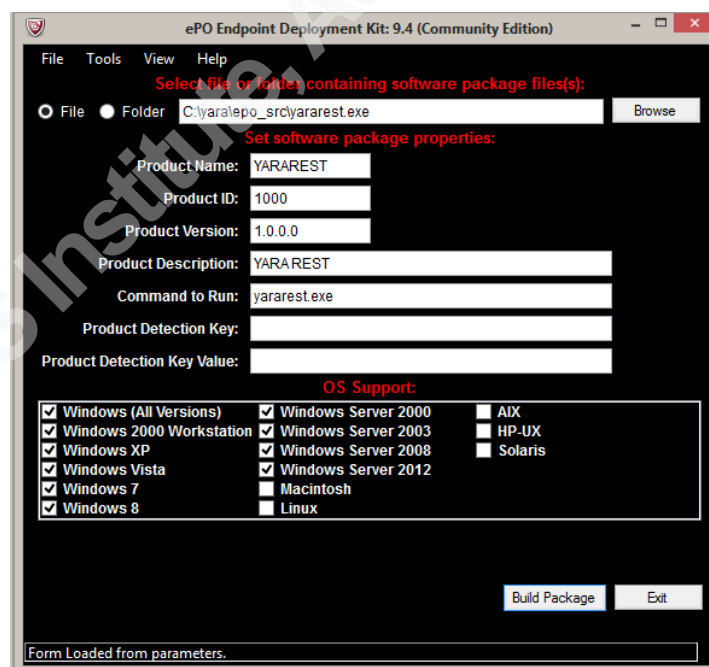 ePO Endpoint Deployment Kit: 9.4 (Community Edition)
File Tools View Help
Select file or folder containing software package files(s):
File Folder C:\yara\epo_src\yararest.exe Browse
Set software package properties:
Product Name: YARAREST
Product ID: 1000
Product Version: 1.0.0.0
Product Description: YARA REST
Command to Run: yararest.exe
Product Detection Key:
Product Detection Key Value:
OS Support:
Windows (All Versions) Windows Server 2000 AIX
Windows 2000 Workstation Windows Server 2003 HP-UX
Windows XP Windows Server 2008 Solaris
Windows Vista Windows Server 2012
Windows 7 Macintosh
Windows 8 Linux
Build Package Exit
Form Loaded from parameters.
Institute,